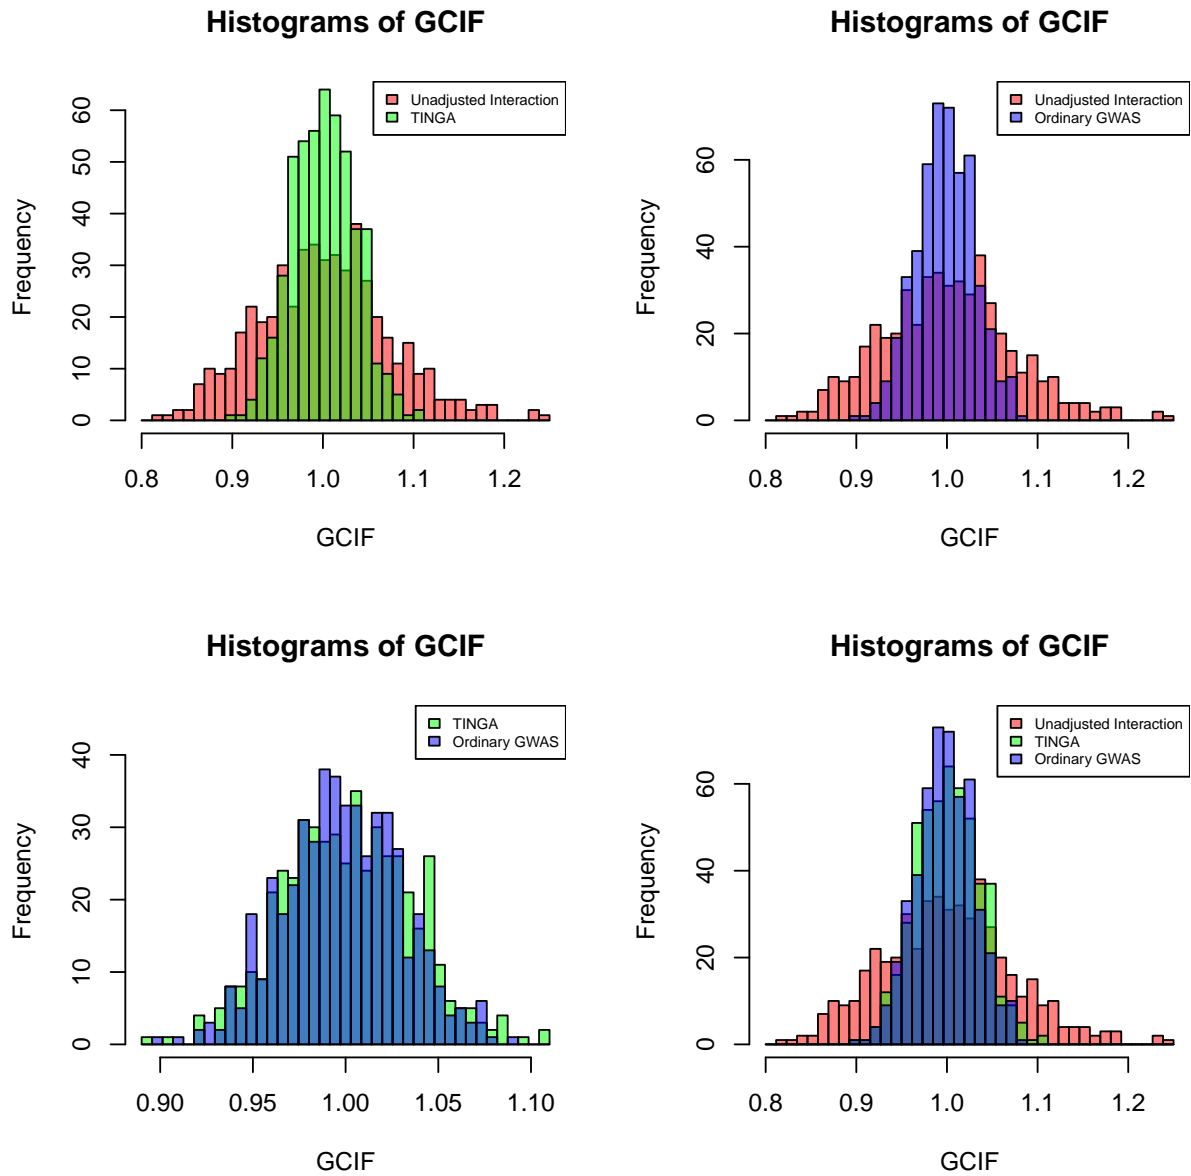 Histograms of GCIF
Unadjusted Interaction
TINGA
Frequency
0 10 20 30 40 50 60
0.8 0.9 1.0 1.1 1.2
GCIF
Histograms of GCIF
Unadjusted Interaction
Ordinary GWAS
Frequency
0 20 40 60
0.8 0.9 1.0 1.1 1.2
GCIF
Histograms of GCIF
TINGA
Ordinary GWAS
Frequency
0 10 20 30 40
0.90 0.95 1.00 1.05 1.10
GCIF
Histograms of GCIF
Unadjusted Interaction
TINGA
Ordinary GWAS
Frequency
0 20 40 60
0.8 0.9 1.0 1.1 1.2
GCIF